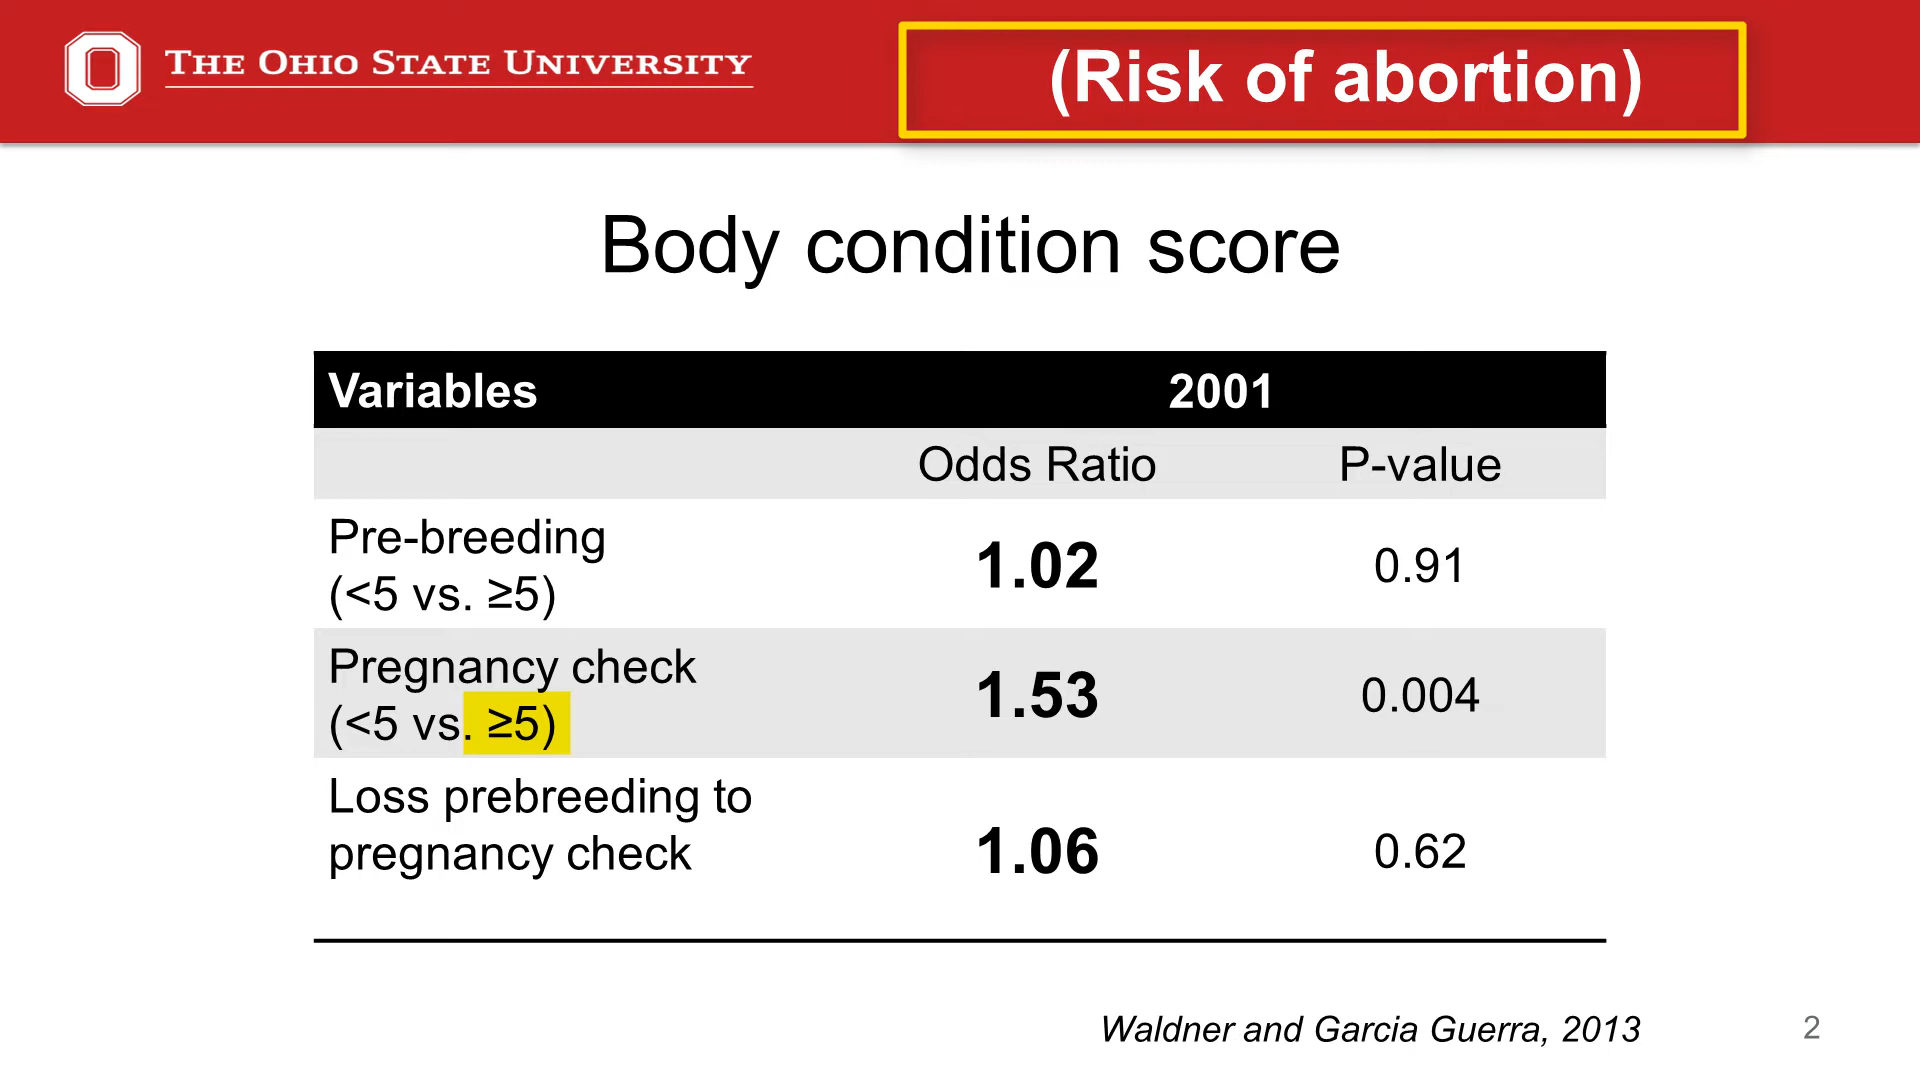 THE OHIO STATE UNIVERSITY
(Risk of abortion)
Body condition score
Variables 2001
Odds Ratio P-value
Pre-breeding
(<5 vs. ≥5) 1.02 0.91
Pregnancy check
(<5 vs. ≥5) 1.53 0.004
Loss prebreeding to
pregnancy check 1.06 0.62
Waldner and Garcia Guerra, 2013 2